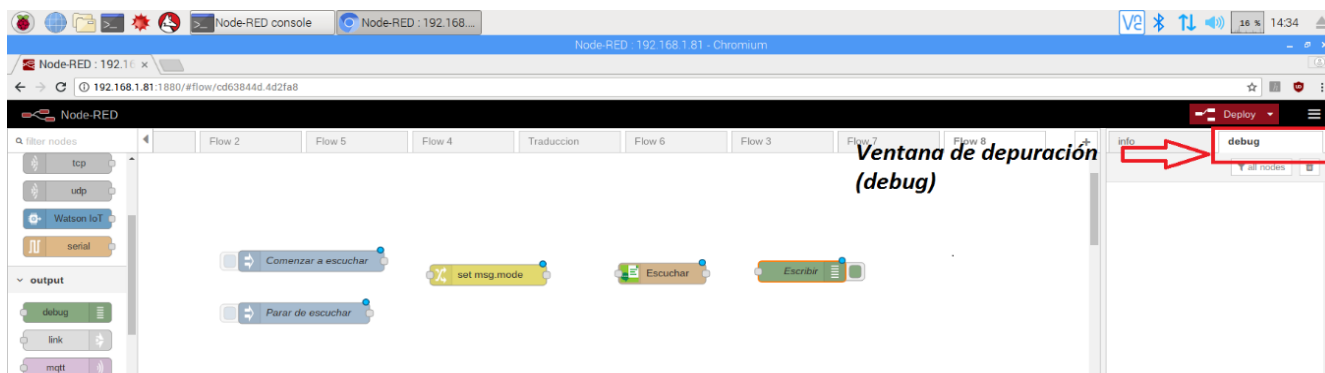 Node-RED console
Node-RED : 192.168....
16 %
14:34
Node-RED : 192.168.1.81 - Chromium
Node-RED : 192.16
192.168.1.81:1880/#flow/cd63844d.4d2fa8
Node-RED
Deploy
filter nodes
Flow 2
Flow 5
Flow 4
Traduccion
Flow 6
Flow 3
Flow 7
Flow 8
info
debug
Ventana de depuración
(debug)
all nodes
tcp
udp
Watson IoT
serial
output
debug
link
mqtt
Comenzar a escuchar
set msg.mode
Escuchar
Escribir
Parar de escuchar